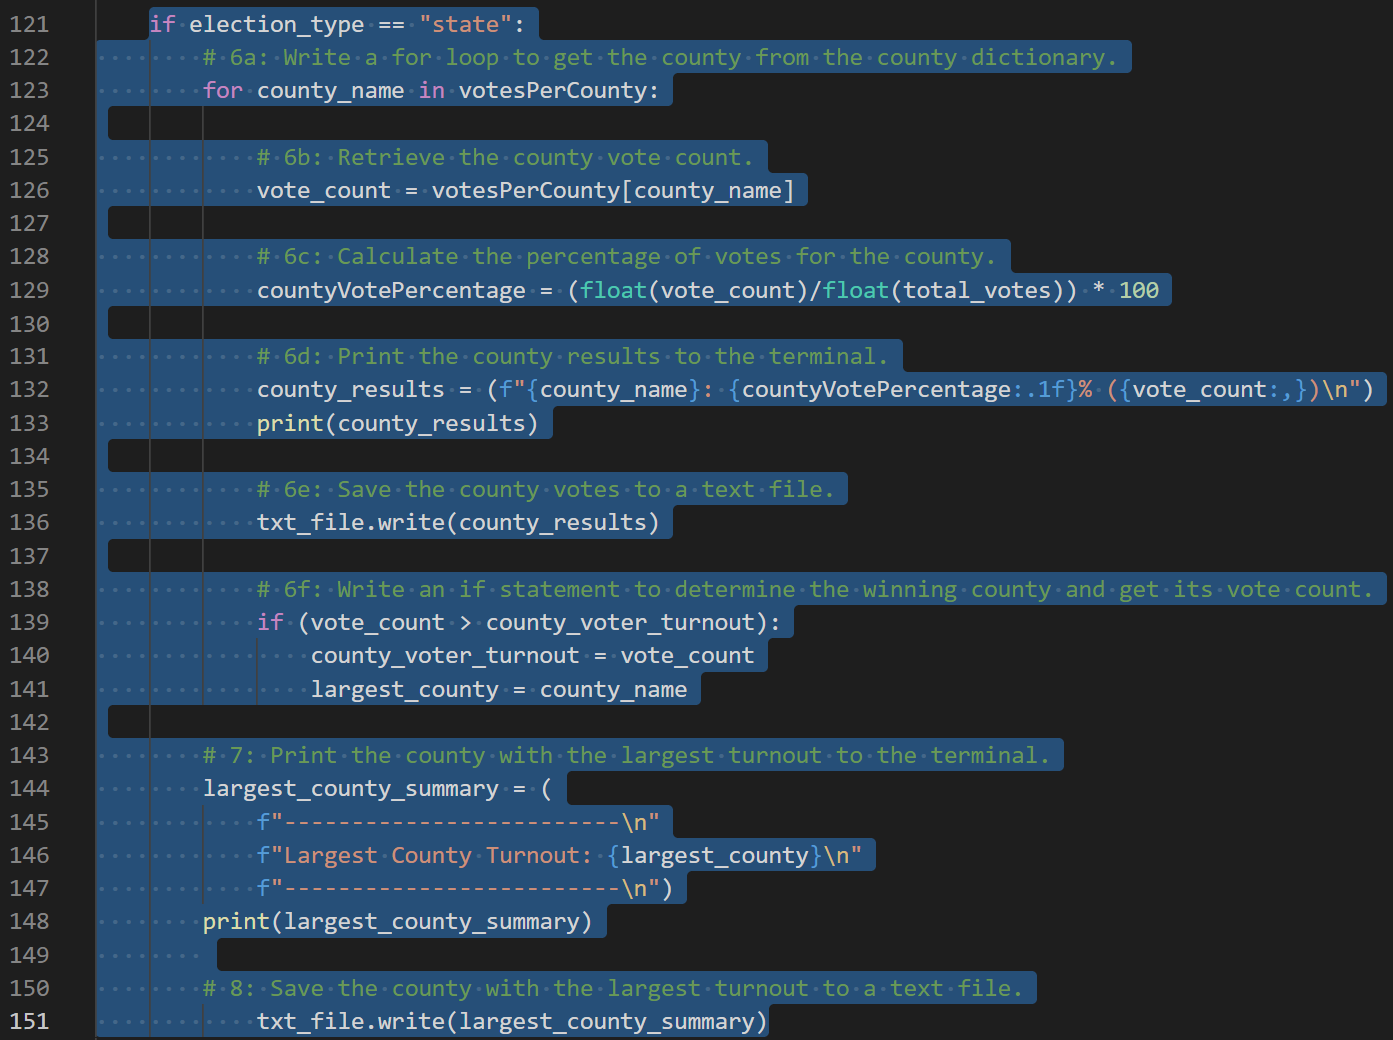 121 if election_type == "state":
122 # 6a: Write a for loop to get the county from the county dictionary.
123 for county_name in votesPerCounty:
124
125 # 6b: Retrieve the county vote count.
126 vote_count = votesPerCounty[county_name]
127
128 # 6c: Calculate the percentage of votes for the county.
129 countyVotePercentage = (float(vote_count)/float(total_votes)) * 100
130
131 # 6d: Print the county results to the terminal.
132 county_results = (f"{county_name}: {countyVotePercentage:.1f}% ({vote_count:,})\n")
133 print(county_results)
134
135 # 6e: Save the county votes to a text file.
136 txt_file.write(county_results)
137
138 # 6f: Write an if statement to determine the winning county and get its vote count.
139 if (vote_count > county_voter_turnout):
140 county_voter_turnout = vote_count
141 largest_county = county_name
142
143 # 7: Print the county with the largest turnout to the terminal.
144 largest_county_summary = (
145 f"-------------------------\n"
146 f"Largest County Turnout: {largest_county}\n"
147 f"-------------------------\n")
148 print(largest_county_summary)
149
150 # 8: Save the county with the largest turnout to a text file.
151 txt_file.write(largest_county_summary)